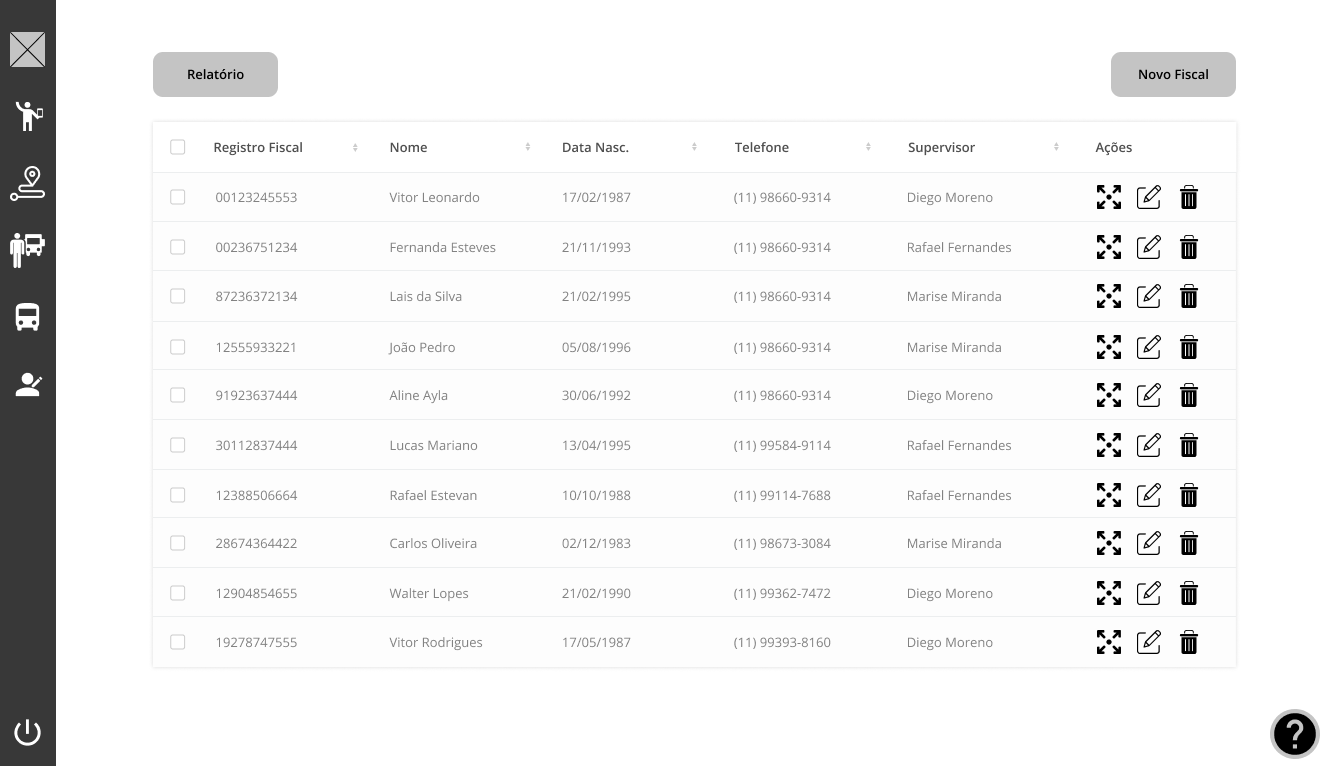 Relatório Novo Fiscal
Registro Fiscal Nome Data Nasc. Telefone Supervisor Ações
00123245553 Vitor Leonardo 17/02/1987 (11) 98660-9314 Diego Moreno
00236751234 Fernanda Esteves 21/11/1993 (11) 98660-9314 Rafael Fernandes
87236372134 Lais da Silva 21/02/1995 (11) 98660-9314 Marise Miranda
12555933221 João Pedro 05/08/1996 (11) 98660-9314 Marise Miranda
91923637444 Aline Ayla 30/06/1992 (11) 98660-9314 Diego Moreno
30112837444 Lucas Mariano 13/04/1995 (11) 99584-9114 Rafael Fernandes
12388506664 Rafael Estevan 10/10/1988 (11) 99114-7688 Rafael Fernandes
28674364422 Carlos Oliveira 02/12/1983 (11) 98673-3084 Marise Miranda
12904854655 Walter Lopes 21/02/1990 (11) 99362-7472 Diego Moreno
19278747555 Vitor Rodrigues 17/05/1987 (11) 99393-8160 Diego Moreno
?